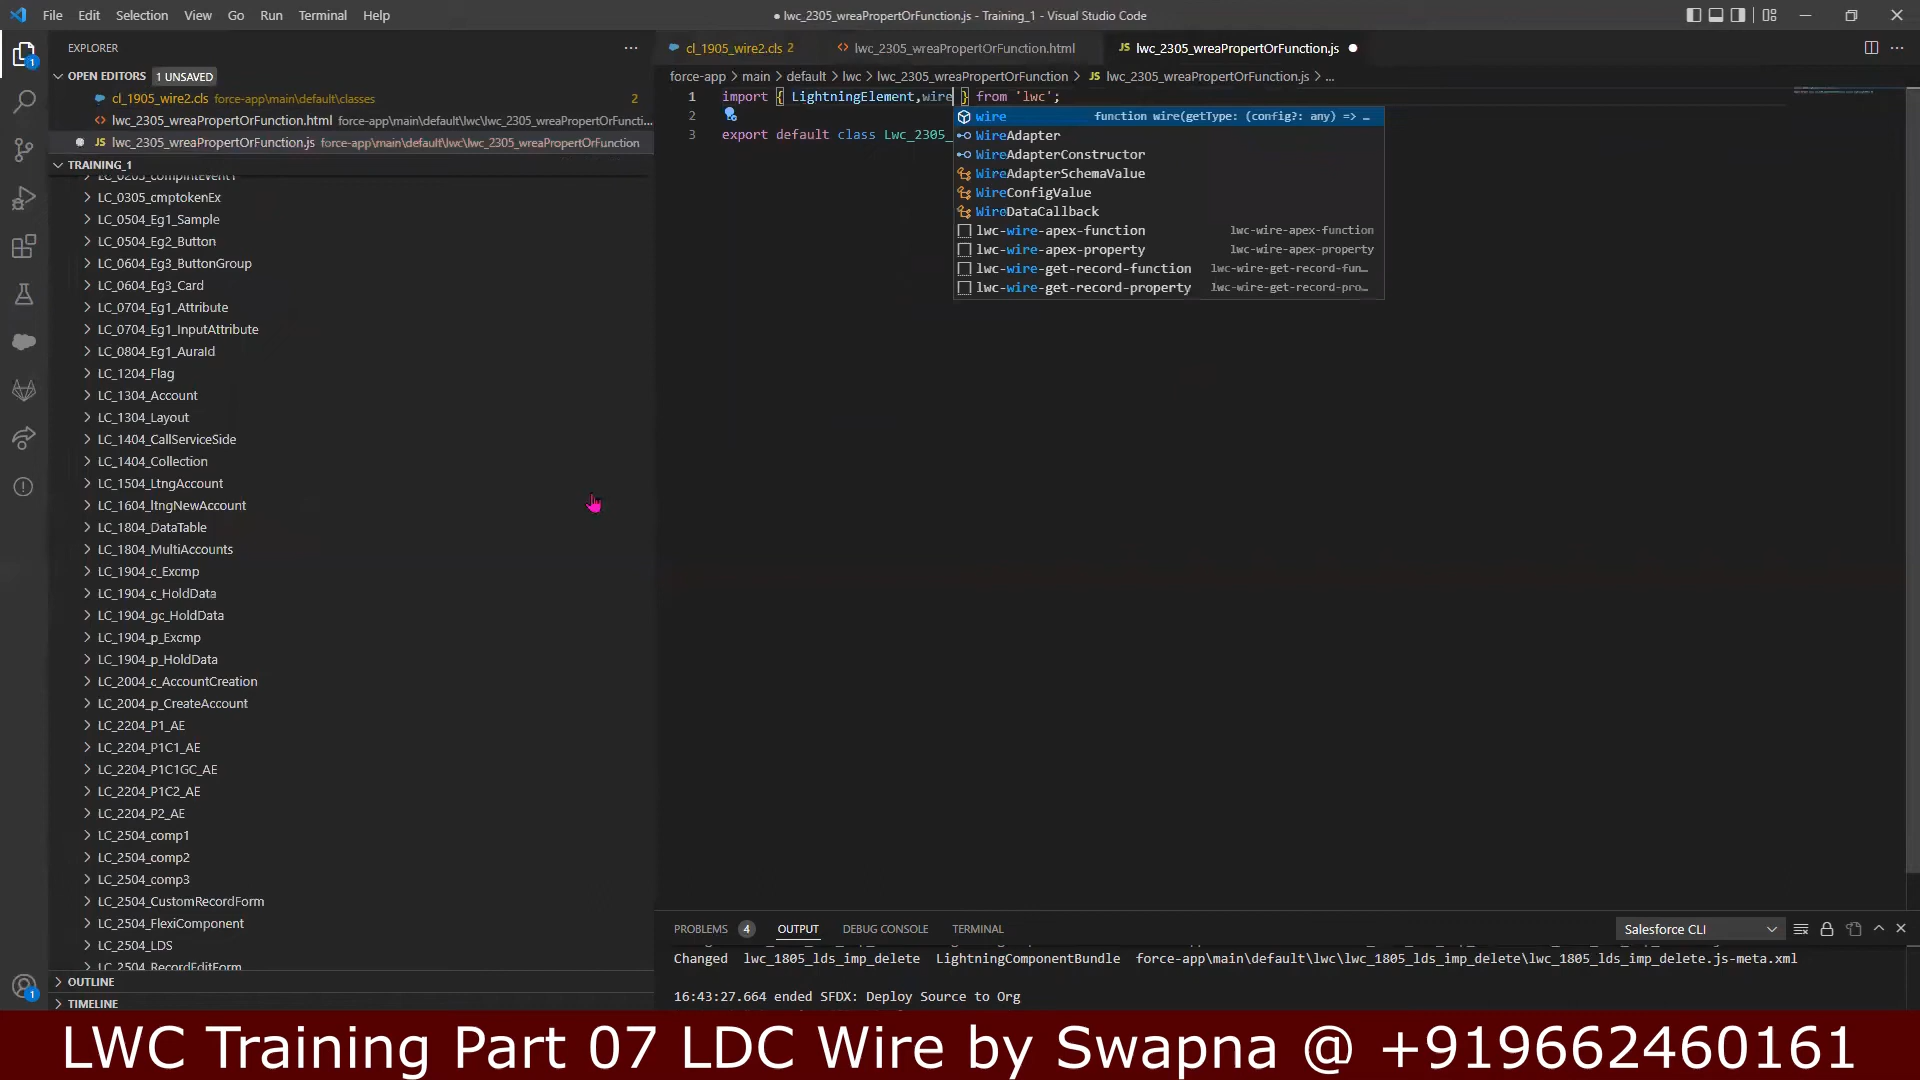 File Edit Selection View Go Run Terminal Help
● lwc_2305_wreaPropertOrFunction.js - Training_1 - Visual Studio Code
EXPLORER
OPEN EDITORS 1 UNSAVED
cl_1905_wire2.cls force-app\main\default\classes 2
lwc_2305_wreaPropertOrFunction.html force-app\main\default\lwc\lwc_2305_wreaPropertOrFuncti...
lwc_2305_wreaPropertOrFunction.js force-app\main\default\lwc\lwc_2305_wreaPropertOrFunction
TRAINING_1
LC_0305_cmptokenEx
LC_0504_Eg1_Sample
LC_0504_Eg2_Button
LC_0604_Eg3_ButtonGroup
LC_0604_Eg3_Card
LC_0704_Eg1_Attribute
LC_0704_Eg1_InputAttribute
LC_0804_Eg1_AuraId
LC_1204_Flag
LC_1304_Account
LC_1304_Layout
LC_1404_CallServiceSide
LC_1404_Collection
LC_1504_LtngAccount
LC_1604_ltngNewAccount
LC_1804_DataTable
LC_1804_MultiAccounts
LC_1904_c_Excmp
LC_1904_c_HoldData
LC_1904_gc_HoldData
LC_1904_p_Excmp
LC_1904_p_HoldData
LC_2004_c_AccountCreation
LC_2004_p_CreateAccount
LC_2204_P1_AE
LC_2204_P1C1_AE
LC_2204_P1C1GC_AE
LC_2204_P1C2_AE
LC_2204_P2_AE
LC_2504_comp1
LC_2504_comp2
LC_2504_comp3
LC_2504_CustomRecordForm
LC_2504_FlexiComponent
LC_2504_LDS
LC_2504_RecordEditForm
OUTLINE
TIMELINE
cl_1905_wire2.cls 2 lwc_2305_wreaPropertOrFunction.html JS lwc_2305_wreaPropertOrFunction.js ●
force-app > main > default > lwc > lwc_2305_wreaPropertOrFunction > JS lwc_2305_wreaPropertOrFunction.js > ...
1 import { LightningElement,wire } from 'lwc';
2
3 export default class Lwc_2305_
wire function wire(getType: (config?: any) => …
WireAdapter
WireAdapterConstructor
WireAdapterSchemaValue
WireConfigValue
WireDataCallback
lwc-wire-apex-function lwc-wire-apex-function
lwc-wire-apex-property lwc-wire-apex-property
lwc-wire-get-record-function lwc-wire-get-record-fun…
lwc-wire-get-record-property lwc-wire-get-record-pro…
PROBLEMS 4 OUTPUT DEBUG CONSOLE TERMINAL Salesforce CLI
Changed lwc_1805_lds_imp_delete LightningComponentBundle force-app\main\default\lwc\lwc_1805_lds_imp_delete\lwc_1805_lds_imp_delete.js-meta.xml
16:43:27.664 ended SFDX: Deploy Source to Org
LWC Training Part 07 LDC Wire by Swapna @ +919662460161